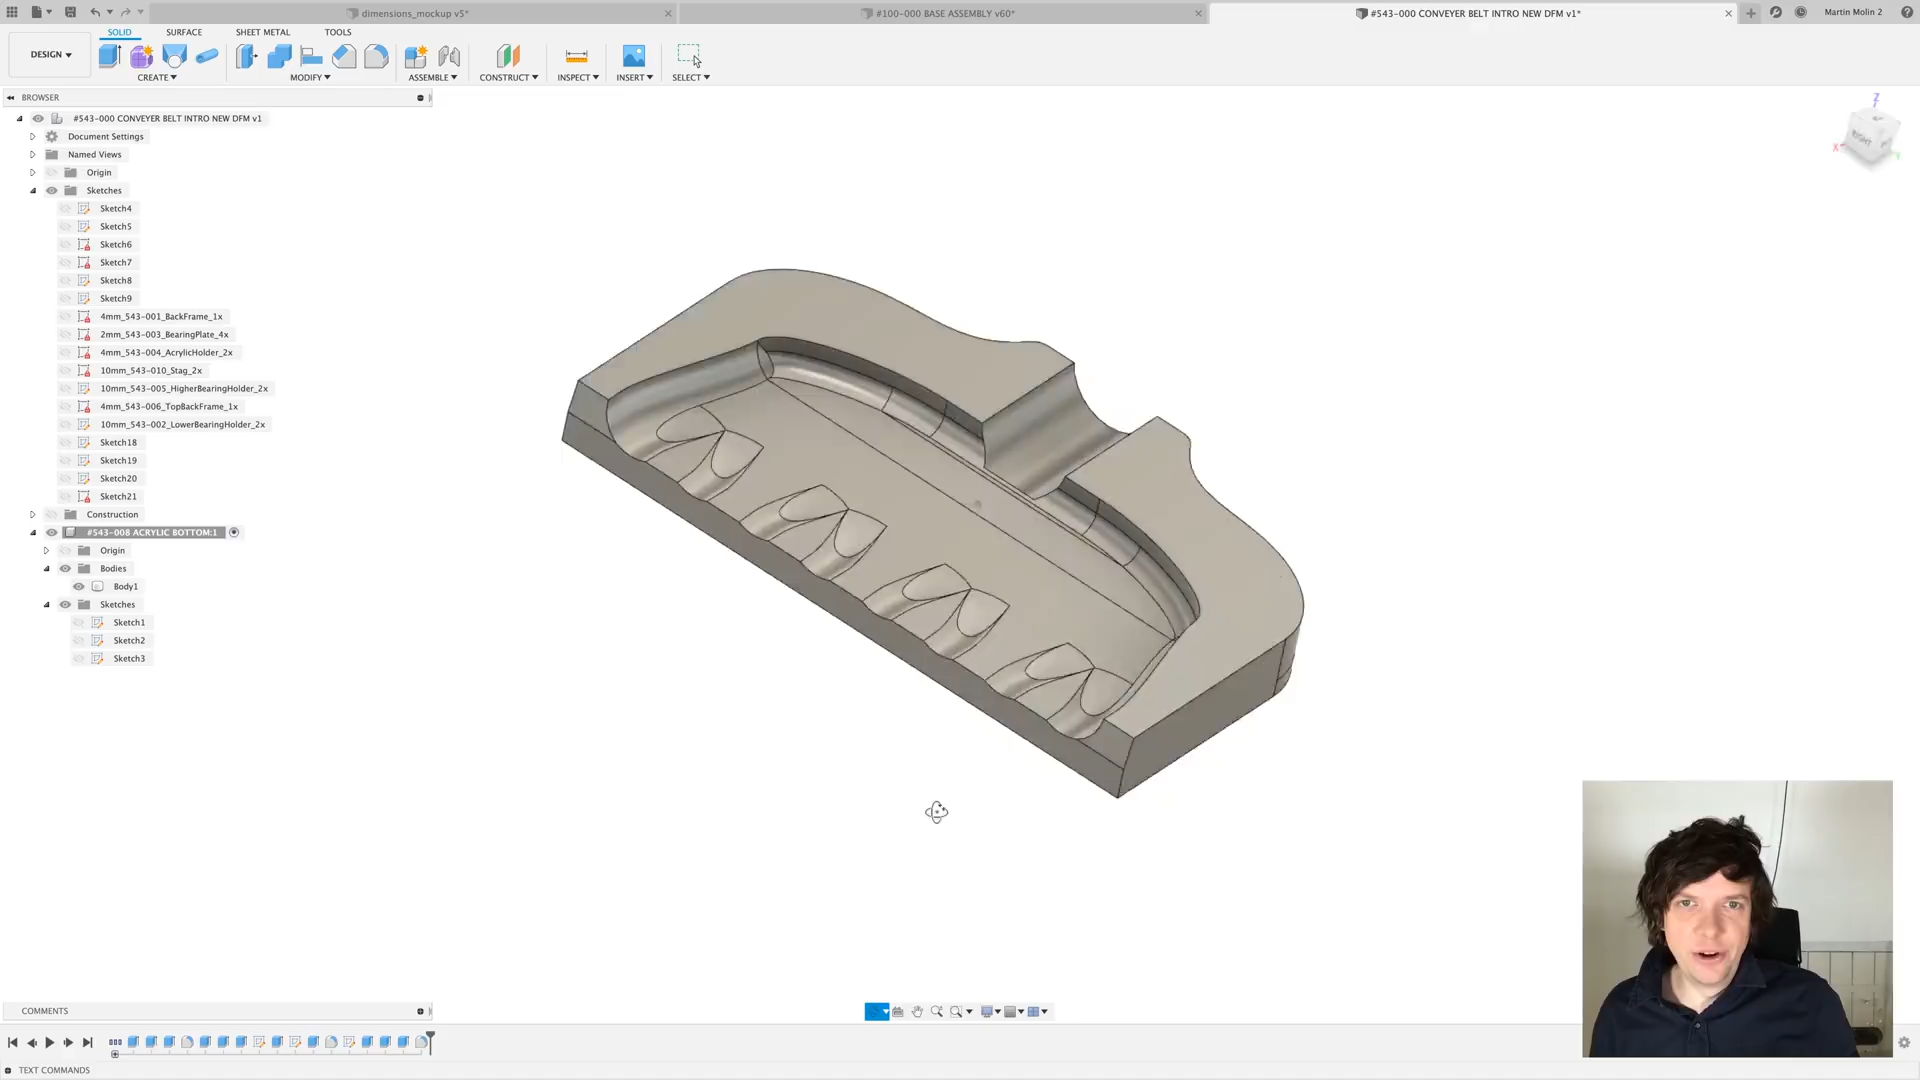 dimensions_mockup v5*
#100-000 BASE ASSEMBLY v60*
#543-000 CONVEYER BELT INTRO NEW DFM v1*
Martin Molin 2
SOLID SURFACE SHEET METAL TOOLS
DESIGN
CREATE MODIFY ASSEMBLE CONSTRUCT INSPECT INSERT SELECT
BROWSER
#543-000 CONVEYER BELT INTRO NEW DFM v1
Document Settings
Named Views
Origin
Sketches
Sketch4
Sketch5
Sketch6
Sketch7
Sketch8
Sketch9
4mm_543-001_BackFrame_1x
2mm_543-003_BearingPlate_4x
4mm_543-004_AcrylicHolder_2x
10mm_543-010_Stag_2x
10mm_543-005_HigherBearingHolder_2x
4mm_543-006_TopBackFrame_1x
10mm_543-002_LowerBearingHolder_2x
Sketch18
Sketch19
Sketch20
Sketch21
Construction
#543-008 ACRYLIC BOTTOM:1
Origin
Bodies
Body1
Sketches
Sketch1
Sketch2
Sketch3
Z
X
RIGHT
COMMENTS
TEXT COMMANDS